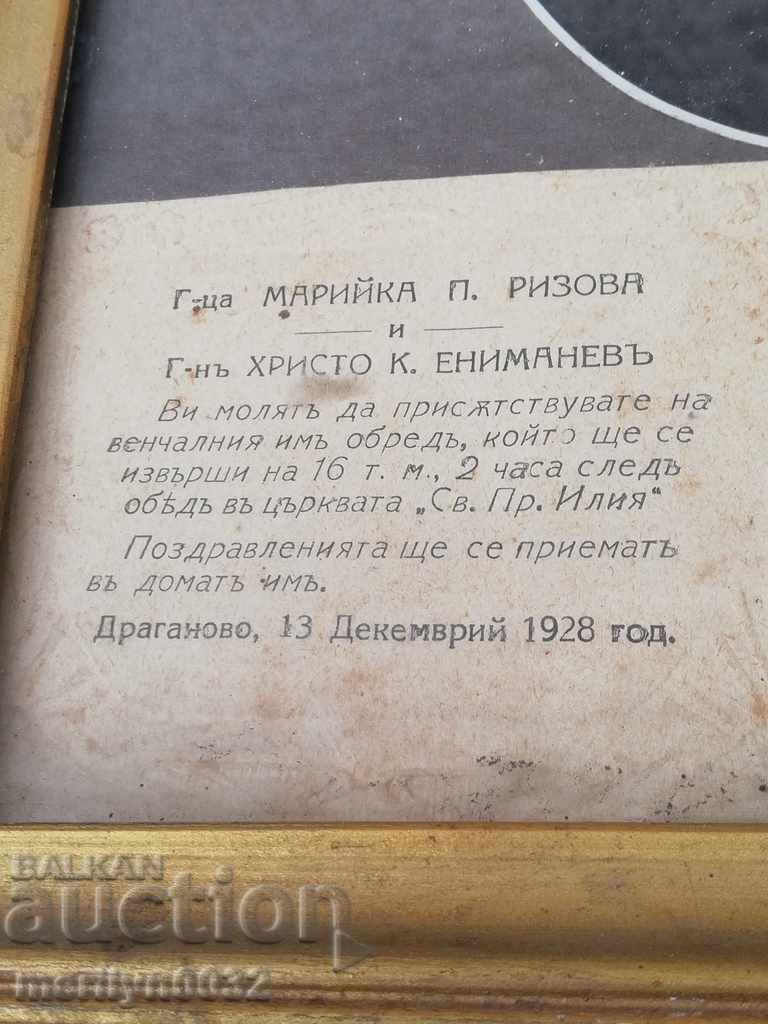 Г-ца МАРИЙКА П. РИЗОВА
и
Г-нъ ХРИСТО К. ЕНИМАНЕВЪ
Ви молятъ да присѫтствувате на
венчалния имъ обредъ, който ще се
извърши на 16 т. м., 2 часа следъ
обѣдъ въ църквата „Св. Пр. Илия“
Поздравленията ще се приематъ
въ доматъ имъ.
Драганово, 13 Декемврий 1928 год.
BALKAN
auction
merilyn0032